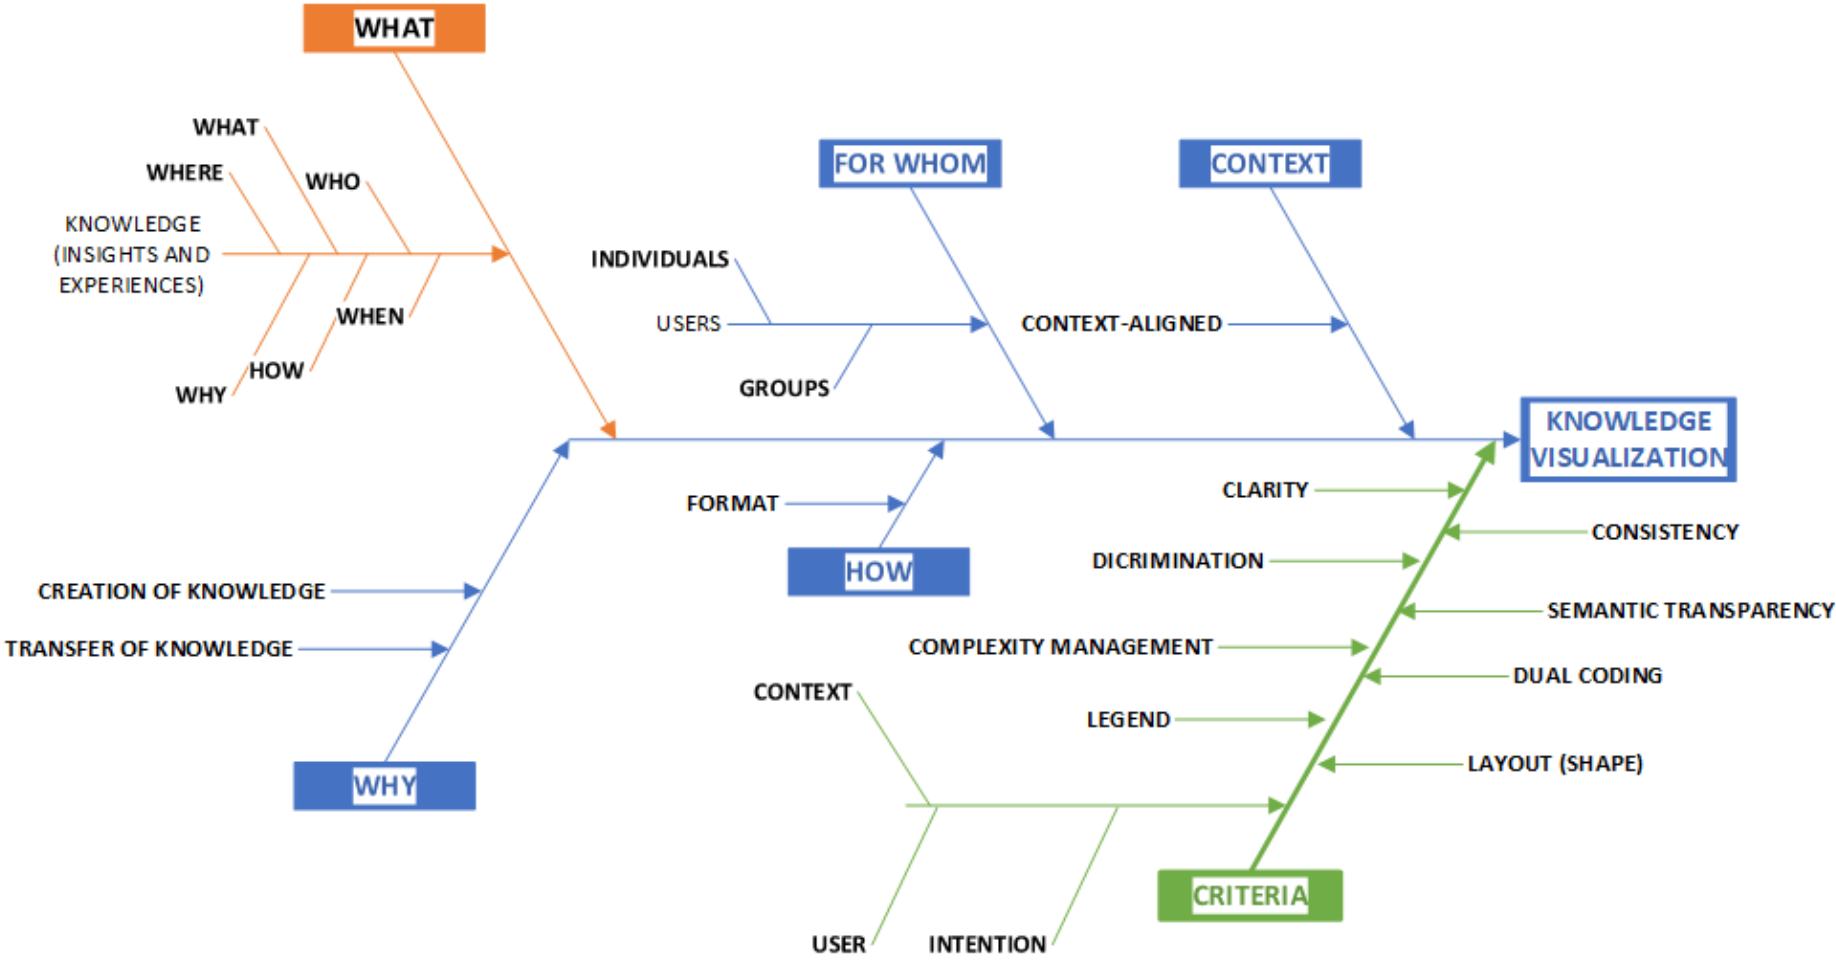 WHAT
WHAT
WHERE
WHO
KNOWLEDGE
(INSIGHTS AND
EXPERIENCES)
WHEN
HOW
WHY
FOR WHOM
INDIVIDUALS
USERS
GROUPS
CONTEXT
CONTEXT-ALIGNED
KNOWLEDGE
VISUALIZATION
FORMAT
HOW
CREATION OF KNOWLEDGE
TRANSFER OF KNOWLEDGE
WHY
CLARITY
CONSISTENCY
DICRIMINATION
SEMANTIC TRANSPARENCY
COMPLEXITY MANAGEMENT
DUAL CODING
LEGEND
LAYOUT (SHAPE)
CONTEXT
USER
INTENTION
CRITERIA